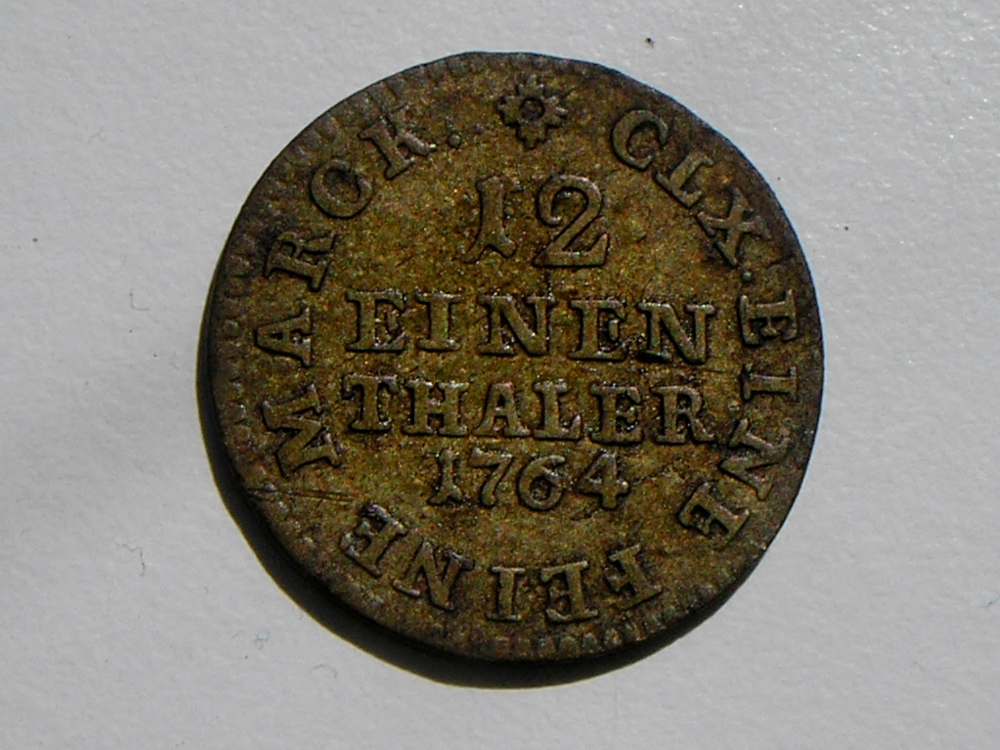 CLX.EINE FEINE MARCK.
12
EINEN
THALER
1764